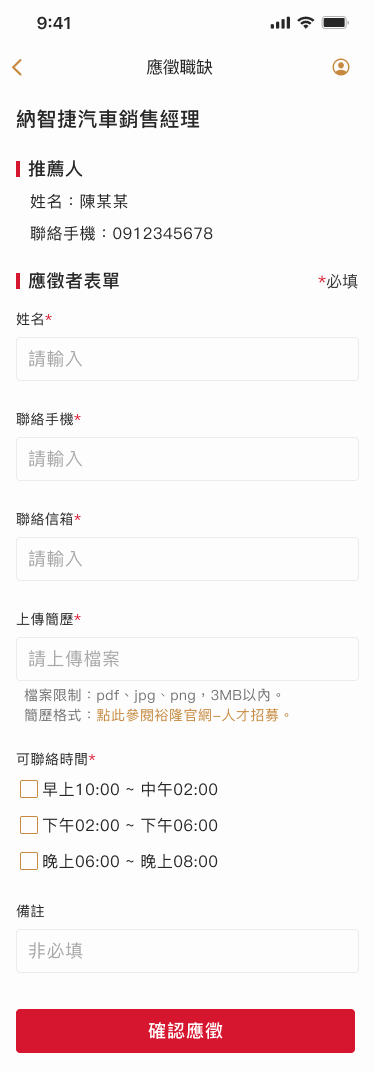 9:41
應徵職缺
納智捷汽車銷售經理
推薦人
姓名：陳某某
聯絡手機：0912345678
應徵者表單
*必填
姓名*
請輸入
聯絡手機*
請輸入
聯絡信箱*
請輸入
上傳簡歷*
請上傳檔案
檔案限制：pdf、jpg、png，3MB以內。
簡歷格式：點此參閱裕隆官網–人才招募。
可聯絡時間*
早上10:00 ~ 中午02:00
下午02:00 ~ 下午06:00
晚上06:00 ~ 晚上08:00
備註
非必填
確認應徵